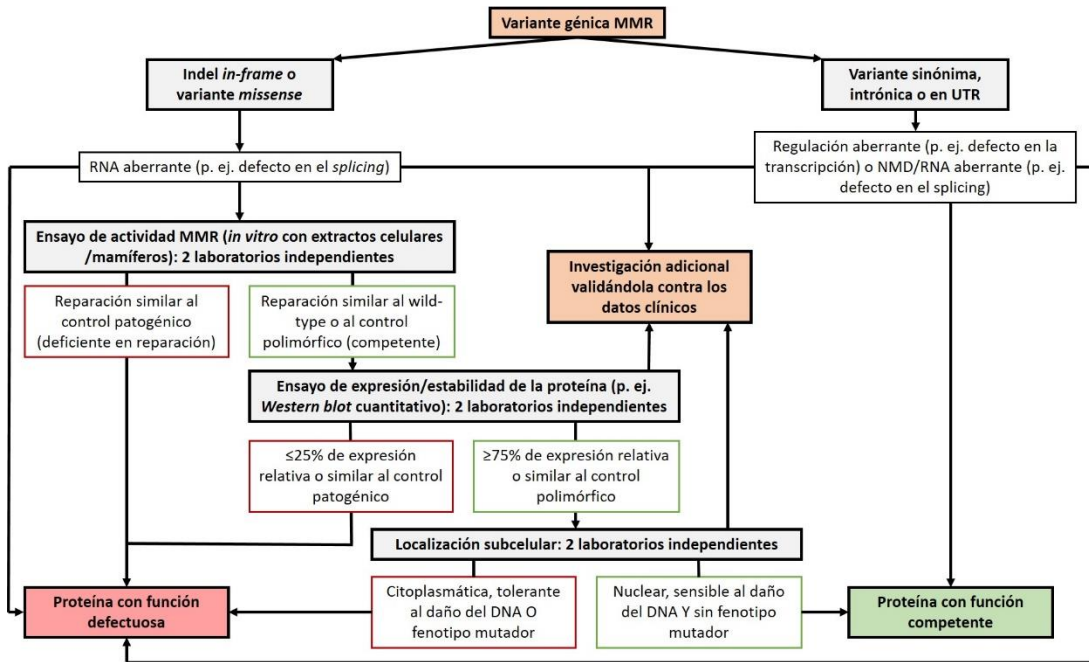 Variante génica MMR
Indel in-frame o
variante missense
Variante sinónima,
intrónica o en UTR
RNA aberrante (p. ej. defecto en el splicing)
Regulación aberrante (p. ej. defecto en la
transcripción) o NMD/RNA aberrante (p. ej.
defecto en el splicing)
Ensayo de actividad MMR (in vitro con extractos celulares
/mamíferos): 2 laboratorios independientes
Investigación adicional
validándola contra los
datos clínicos
Reparación similar al
control patogénico
(deficiente en reparación)
Reparación similar al wild-
type o al control
polimórfico (competente)
Ensayo de expresión/estabilidad de la proteína (p. ej.
Western blot cuantitativo): 2 laboratorios independientes
≤25% de expresión
relativa o similar al control
patogénico
≥75% de expresión relativa
o similar al control
polimórfico
Localización subcelular: 2 laboratorios independientes
Proteína con función
defectuosa
Citoplasmática, tolerante
al daño del DNA O
fenotipo mutador
Nuclear, sensible al daño
del DNA Y sin fenotipo
mutador
Proteína con función
competente